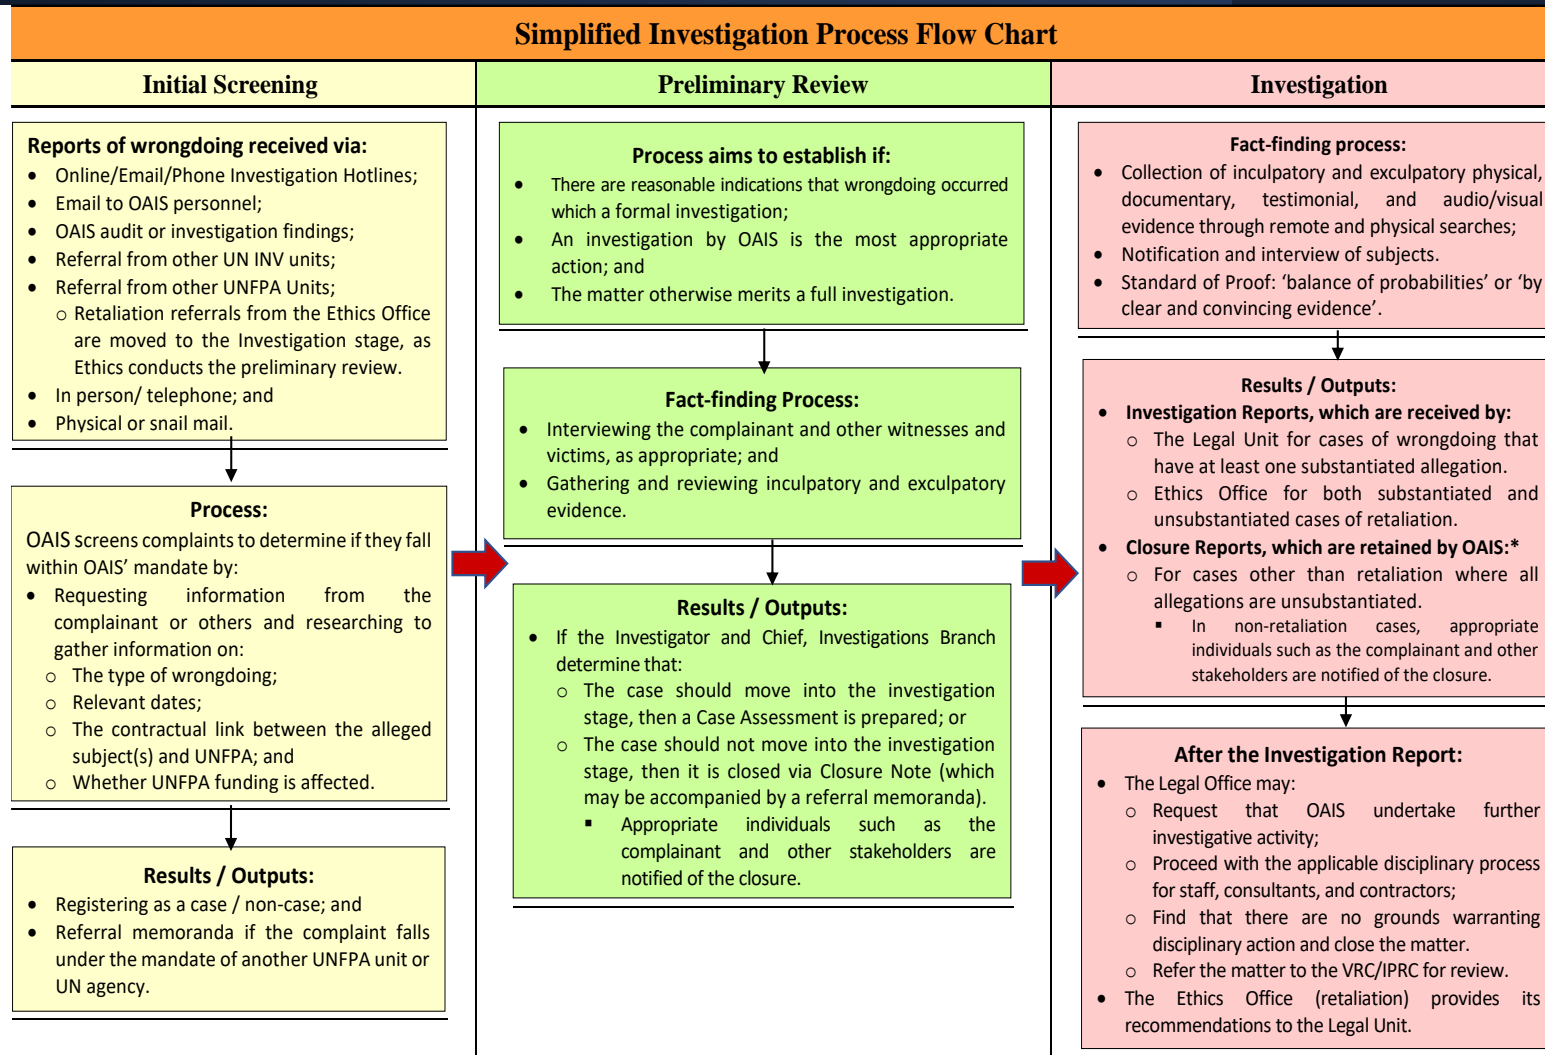 Simplified Investigation Process Flow Chart
Initial Screening
Reports of wrongdoing received via:
• Online/Email/Phone Investigation Hotlines;
• Email to OAIS personnel;
• OAIS audit or investigation findings;
• Referral from other UN INV units;
• Referral from other UNFPA Units;
o Retaliation referrals from the Ethics Office
are moved to the Investigation stage, as
Ethics conducts the preliminary review.
• In person/ telephone; and
• Physical or snail mail.
Process:
OAIS screens complaints to determine if they fall
within OAIS’ mandate by:
• Requesting information from the
complainant or others and researching to
gather information on:
o The type of wrongdoing;
o Relevant dates;
o The contractual link between the alleged
subject(s) and UNFPA; and
o Whether UNFPA funding is affected.
Results / Outputs:
• Registering as a case / non-case; and
• Referral memoranda if the complaint falls
under the mandate of another UNFPA unit or
UN agency.
Preliminary Review
Process aims to establish if:
• There are reasonable indications that wrongdoing occurred
which a formal investigation;
• An investigation by OAIS is the most appropriate
action; and
• The matter otherwise merits a full investigation.
Fact-finding Process:
• Interviewing the complainant and other witnesses and
victims, as appropriate; and
• Gathering and reviewing inculpatory and exculpatory
evidence.
Results / Outputs:
• If the Investigator and Chief, Investigations Branch
determine that:
o The case should move into the investigation
stage, then a Case Assessment is prepared; or
o The case should not move into the investigation
stage, then it is closed via Closure Note (which
may be accompanied by a referral memoranda).
▪ Appropriate individuals such as the
complainant and other stakeholders are
notified of the closure.
Investigation
Fact-finding process:
• Collection of inculpatory and exculpatory physical,
documentary, testimonial, and audio/visual
evidence through remote and physical searches;
• Notification and interview of subjects.
• Standard of Proof: ‘balance of probabilities’ or ‘by
clear and convincing evidence’.
Results / Outputs:
• Investigation Reports, which are received by:
o The Legal Unit for cases of wrongdoing that
have at least one substantiated allegation.
o Ethics Office for both substantiated and
unsubstantiated cases of retaliation.
• Closure Reports, which are retained by OAIS:*
o For cases other than retaliation where all
allegations are unsubstantiated.
▪ In non-retaliation cases, appropriate
individuals such as the complainant and other
stakeholders are notified of the closure.
After the Investigation Report:
• The Legal Office may:
o Request that OAIS undertake further
investigative activity;
o Proceed with the applicable disciplinary process
for staff, consultants, and contractors;
o Find that there are no grounds warranting
disciplinary action and close the matter.
o Refer the matter to the VRC/IPRC for review.
• The Ethics Office (retaliation) provides its
recommendations to the Legal Unit.